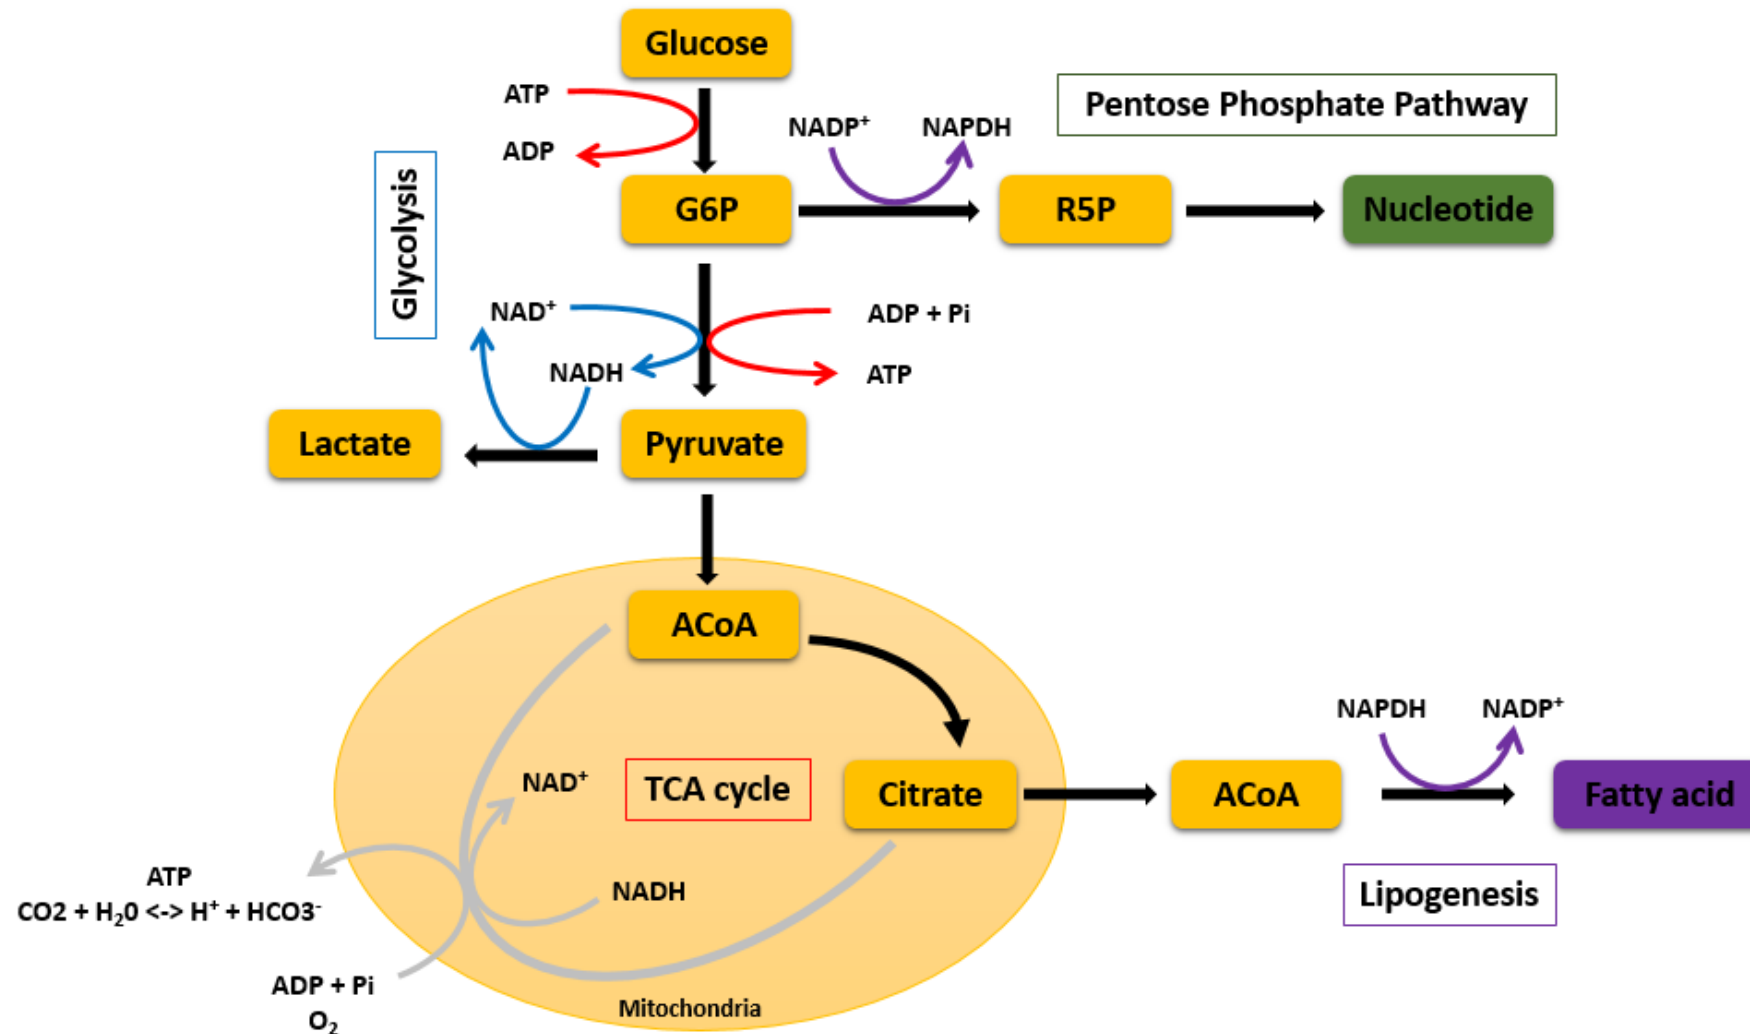 Glucose
ATP
ADP
Pentose Phosphate Pathway
NADP⁺
NAPDH
Glycolysis
G6P
R5P
Nucleotide
NAD⁺
ADP + Pi
NADH
ATP
Lactate
Pyruvate
ACoA
NAPDH
NADP⁺
NAD⁺
TCA cycle
Citrate
ACoA
Fatty acid
ATP
CO2 + H₂0 <-> H⁺ + HCO3⁻
NADH
Lipogenesis
ADP + Pi
O₂
Mitochondria